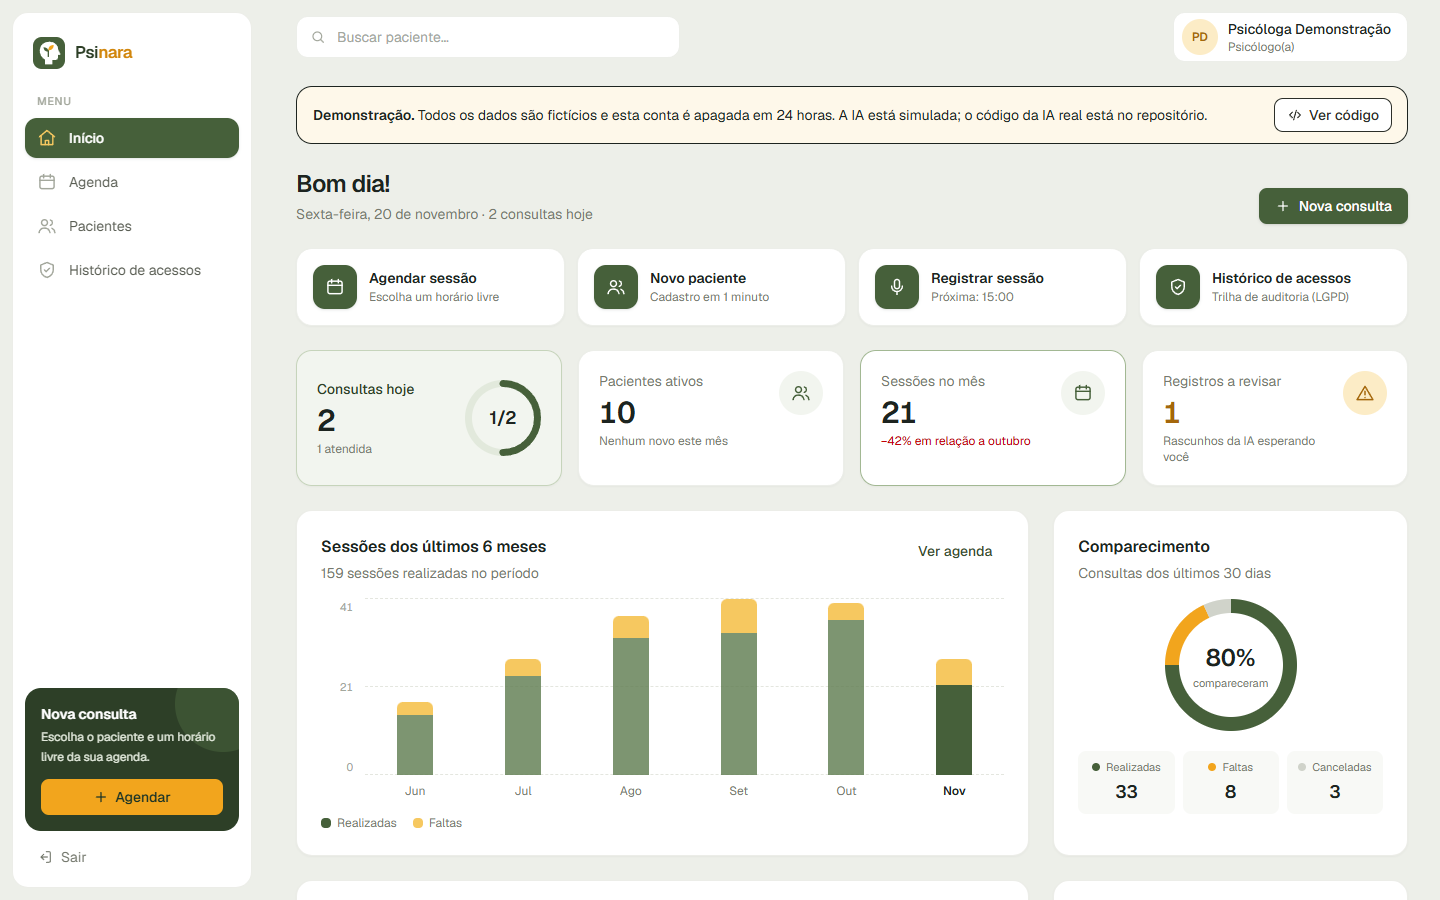 Psinara
MENU
Início
Agenda
Pacientes
Histórico de acessos
Nova consulta
Escolha o paciente e um horário
livre da sua agenda.
+ Agendar
Sair
Buscar paciente...
PD
Psicóloga Demonstração
Psicólogo(a)
Demonstração. Todos os dados são fictícios e esta conta é apagada em 24 horas. A IA está simulada; o código da IA real está no repositório.
Ver código
Bom dia!
Sexta-feira, 20 de novembro · 2 consultas hoje
+ Nova consulta
Agendar sessão
Escolha um horário livre
Novo paciente
Cadastro em 1 minuto
Registrar sessão
Próxima: 15:00
Histórico de acessos
Trilha de auditoria (LGPD)
Consultas hoje
2
1 atendida
1/2
Pacientes ativos
10
Nenhum novo este mês
Sessões no mês
21
−42% em relação a outubro
Registros a revisar
1
Rascunhos da IA esperando
você
Sessões dos últimos 6 meses
159 sessões realizadas no período
Ver agenda
41
21
0
Jun
Jul
Ago
Set
Out
Nov
Realizadas
Faltas
Comparecimento
Consultas dos últimos 30 dias
80%
compareceram
Realizadas
33
Faltas
8
Canceladas
3